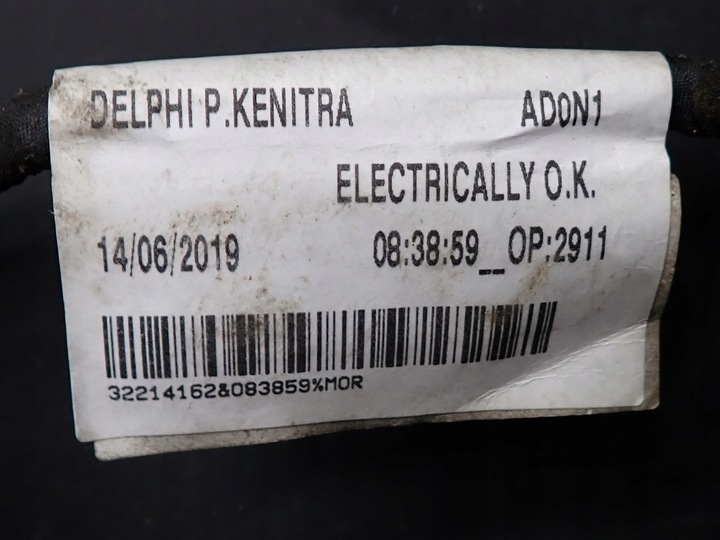 DELPHI P.KENITRA AD0N1
ELECTRICALLY O.K.
14/06/2019 08:38:59__OP:2911
32214162&083859%MOR